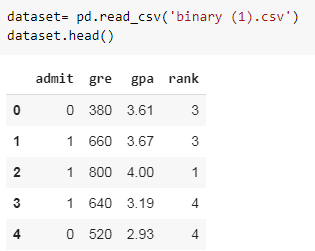 dataset= pd.read_csv('binary (1).csv')
dataset.head()
admit gre gpa rank
0 0 380 3.61 3
1 1 660 3.67 3
2 1 800 4.00 1
3 1 640 3.19 4
4 0 520 2.93 4